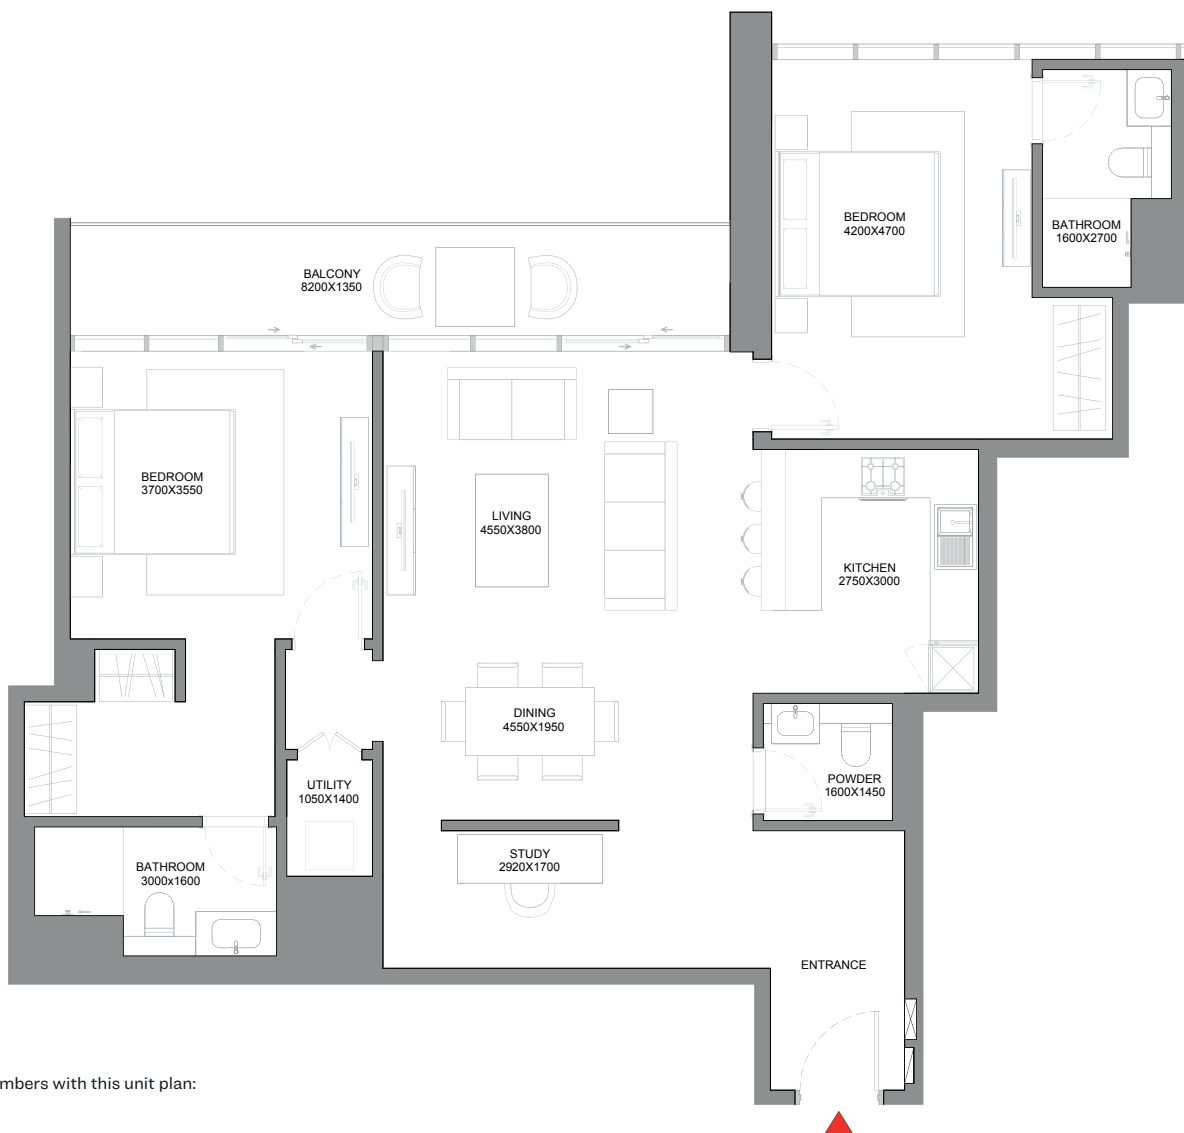 BEDROOM
4200X4700
BATHROOM
1600X2700
BALCONY
8200X1350
BEDROOM
3700X3550
LIVING
4550X3800
KITCHEN
2750X3000
DINING
4550X1950
POWDER
1600X1450
UTILITY
1050X1400
STUDY
2920X1700
BATHROOM
3000x1600
ENTRANCE
mbers with this unit plan: